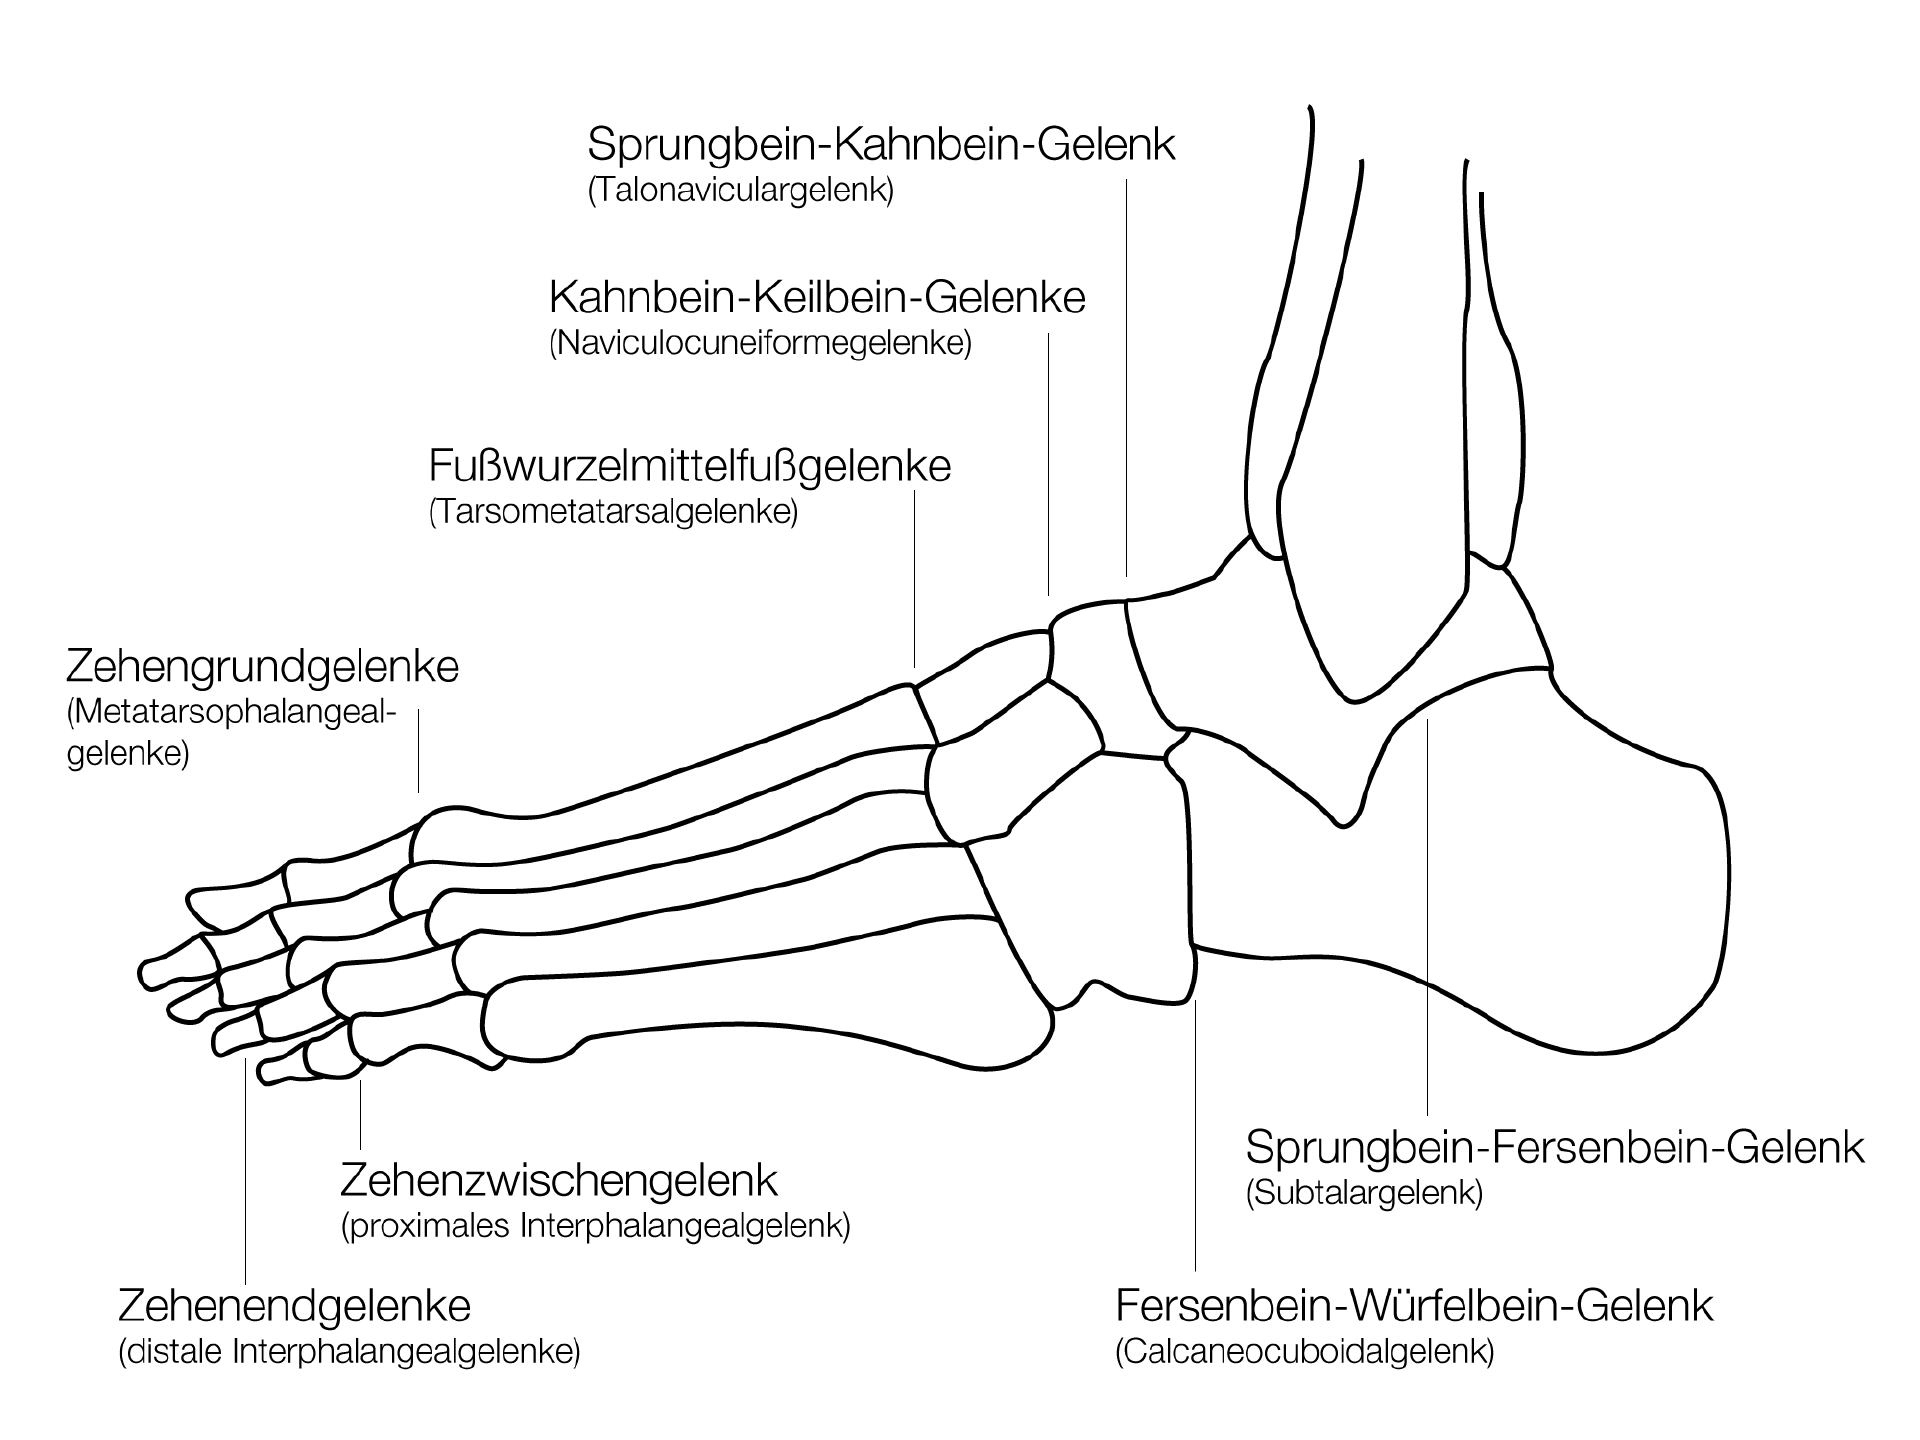 Sprungbein-Kahnbein-Gelenk
(Talonaviculargelenk)
Kahnbein-Keilbein-Gelenke
(Naviculocuneiformegelenke)
Fußwurzelmittelfußgelenke
(Tarsometatarsalgelenke)
Zehengrundgelenke
(Metatarsophalangeal-
gelenke)
Zehenzwischengelenk
(proximales Interphalangealgelenk)
Zehenendgelenke
(distale Interphalangealgelenke)
Sprungbein-Fersenbein-Gelenk
(Subtalargelenk)
Fersenbein-Würfelbein-Gelenk
(Calcaneocuboidalgelenk)